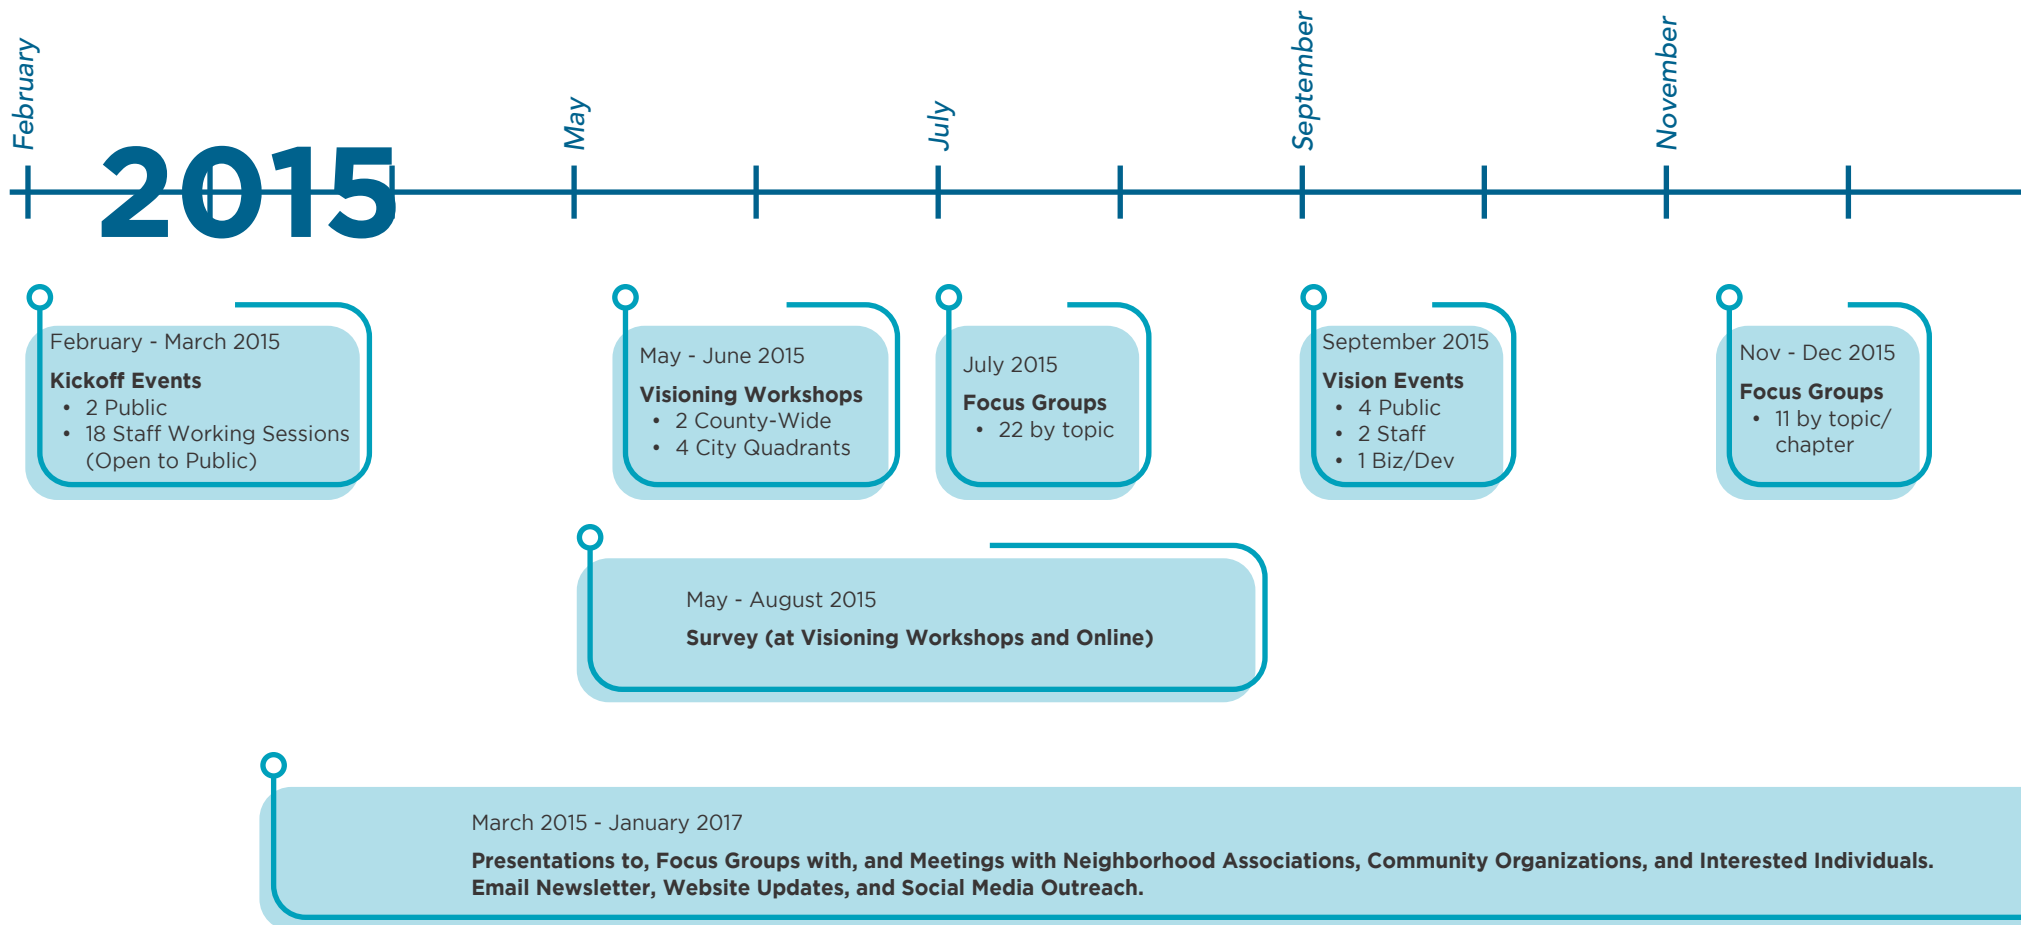 February
May
July
September
November
2015
February - March 2015
Kickoff Events
• 2 Public
• 18 Staff Working Sessions
(Open to Public)
May - June 2015
Visioning Workshops
• 2 County-Wide
• 4 City Quadrants
July 2015
Focus Groups
• 22 by topic
September 2015
Vision Events
• 4 Public
• 2 Staff
• 1 Biz/Dev
Nov - Dec 2015
Focus Groups
• 11 by topic/
chapter
May - August 2015
Survey (at Visioning Workshops and Online)
March 2015 - January 2017
Presentations to, Focus Groups with, and Meetings with Neighborhood Associations, Community Organizations, and Interested Individuals.
Email Newsletter, Website Updates, and Social Media Outreach.